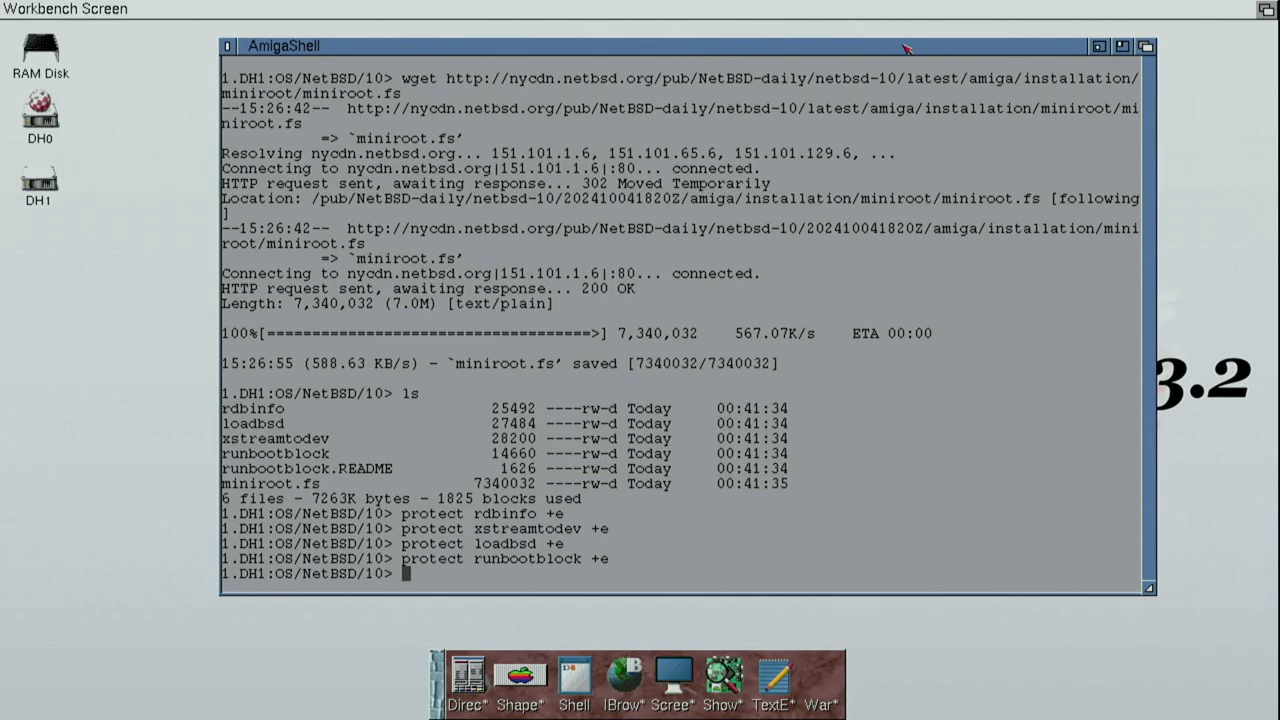 Workbench Screen
RAM Disk
DH0
DH1
AmigaShell
1.DH1:OS/NetBSD/10> wget http://nycdn.netbsd.org/pub/NetBSD-daily/netbsd-10/latest/amiga/installation/
miniroot/miniroot.fs
--15:26:42--  http://nycdn.netbsd.org/pub/NetBSD-daily/netbsd-10/latest/amiga/installation/miniroot/mi
niroot.fs
           => `miniroot.fs'
Resolving nycdn.netbsd.org... 151.101.1.6, 151.101.65.6, 151.101.129.6, ...
Connecting to nycdn.netbsd.org|151.101.1.6|:80... connected.
HTTP request sent, awaiting response... 302 Moved Temporarily
Location: /pub/NetBSD-daily/netbsd-10/202410041820Z/amiga/installation/miniroot/miniroot.fs [following
]
--15:26:42--  http://nycdn.netbsd.org/pub/NetBSD-daily/netbsd-10/202410041820Z/amiga/installation/mini
root/miniroot.fs
           => `miniroot.fs'
Connecting to nycdn.netbsd.org|151.101.1.6|:80... connected.
HTTP request sent, awaiting response... 200 OK
Length: 7,340,032 (7.0M) [text/plain]
100%[====================================>] 7,340,032    567.07K/s    ETA 00:00
15:26:55 (588.63 KB/s) - `miniroot.fs' saved [7340032/7340032]
1.DH1:OS/NetBSD/10> ls
rdbinfo                       25492 ----rw-d Today     00:41:34
loadbsd                       27484 ----rw-d Today     00:41:34
xstreamtodev                  28200 ----rw-d Today     00:41:34
runbootblock                  14660 ----rw-d Today     00:41:34
runbootblock.README            1626 ----rw-d Today     00:41:34
miniroot.fs                 7340032 ----rw-d Today     00:41:35
6 files - 7263K bytes - 1825 blocks used
1.DH1:OS/NetBSD/10> protect rdbinfo +e
1.DH1:OS/NetBSD/10> protect xstreamtodev +e
1.DH1:OS/NetBSD/10> protect loadbsd +e
1.DH1:OS/NetBSD/10> protect runbootblock +e
1.DH1:OS/NetBSD/10>
3.2
Direc* Shape* Shell IBrow* Scree* Show* TextE* War*